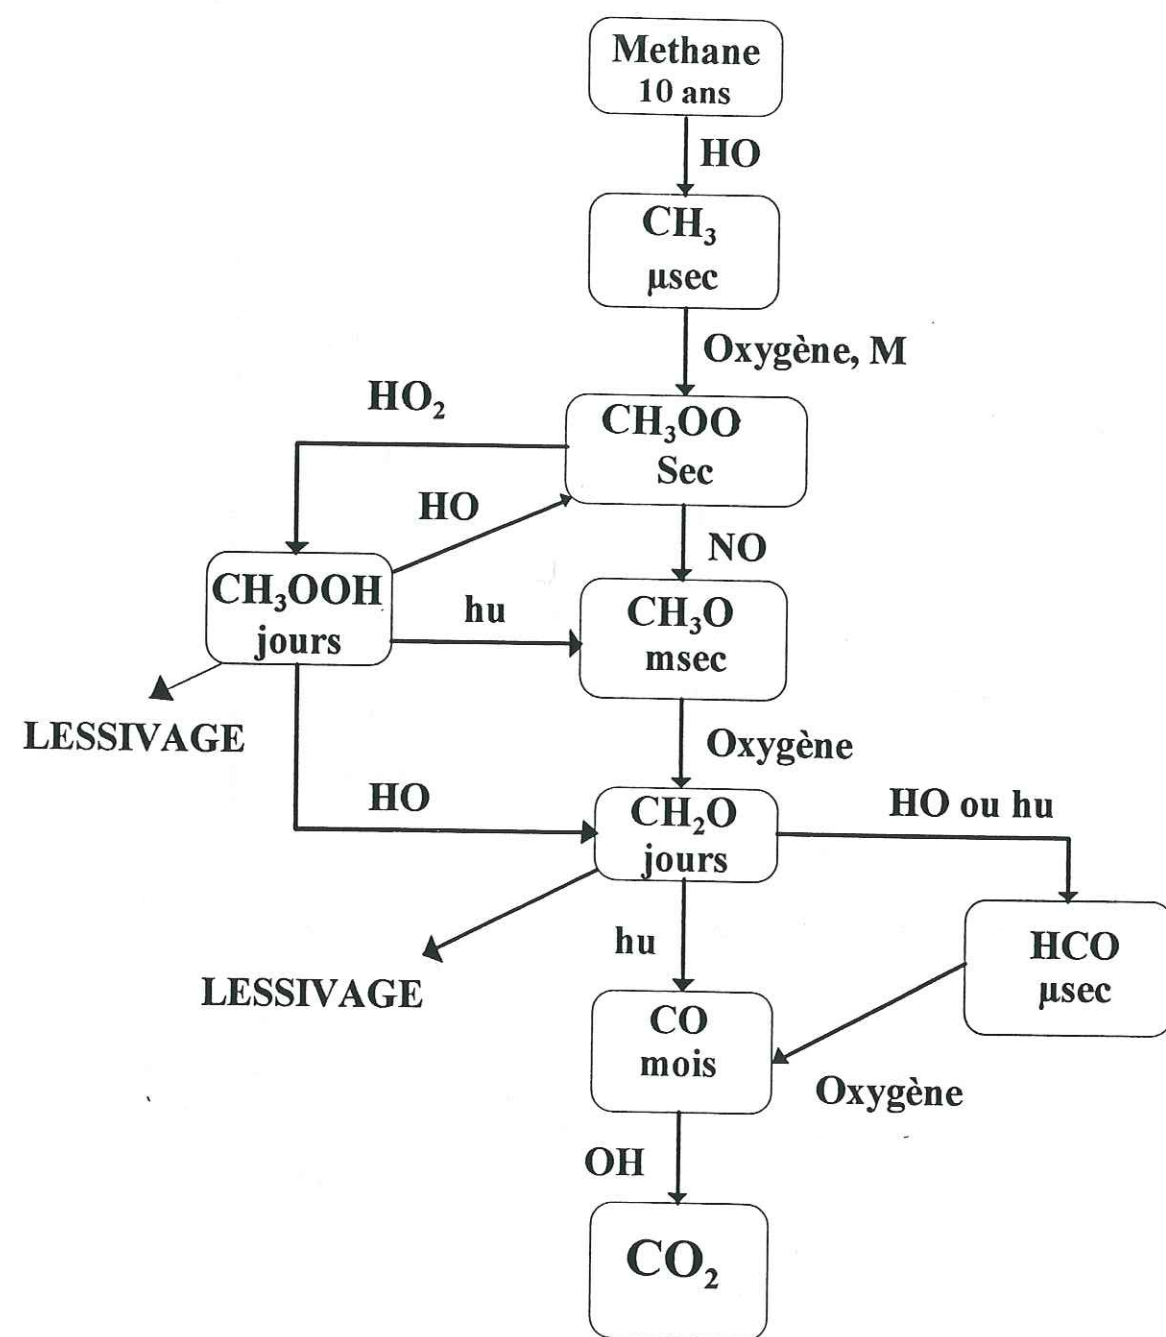 Methane
10 ans
HO
CH₃
µsec
Oxygène, M
HO₂
CH₃OO
Sec
HO
NO
CH₃OOH
jours
hu
CH₃O
msec
LESSIVAGE
Oxygène
HO
CH₂O
jours
HO ou hu
hu
LESSIVAGE
HCO
µsec
CO
mois
Oxygène
OH
CO₂